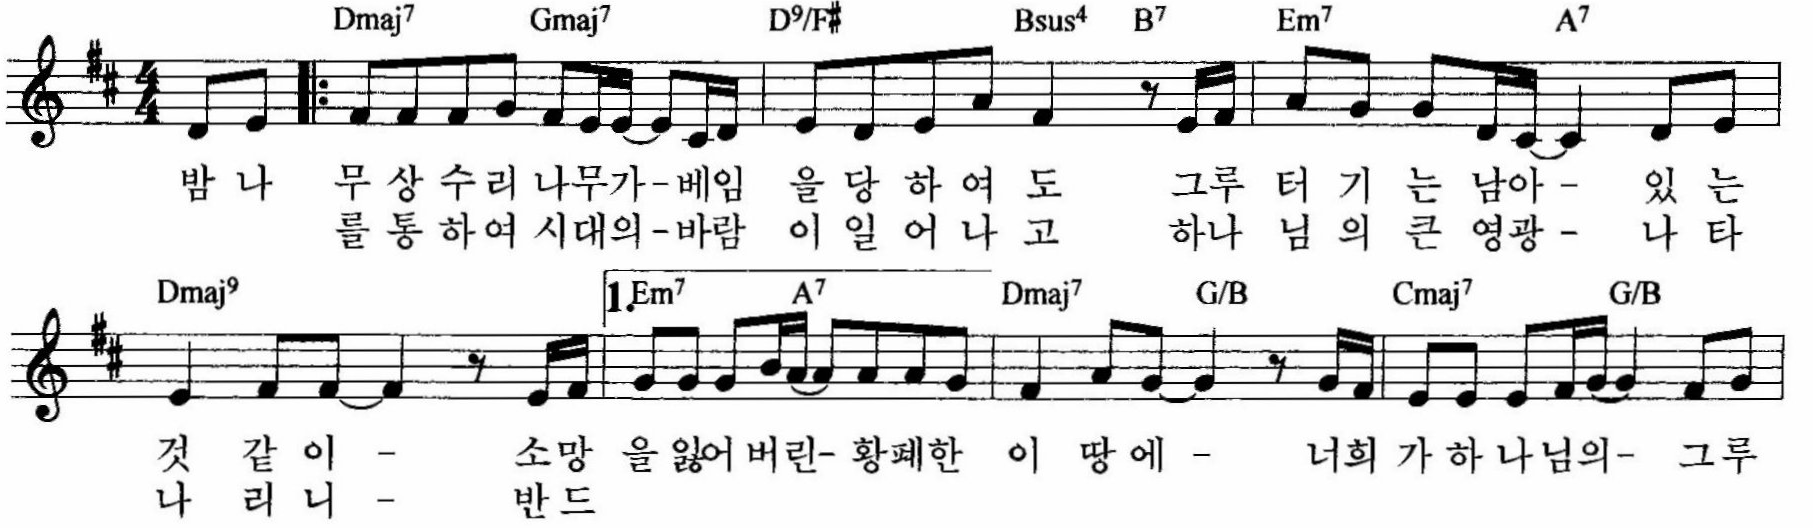 Dmaj7 Gmaj7 D9/F# Bsus4 B7 Em7 A7
4/4
밤 나 무 상 수 리 나무가-베임 을 당 하 여 도 그루 터 기 는 남아 - 있 는
를 통 하 여 시대의-바람 이 일 어 나 고 하나 님 의 큰 영광 - 나 타
Dmaj9 1. Em7 A7 Dmaj7 G/B Cmaj7 G/B
것 같 이 - 소망 을 잃어 버린- 황폐한 이 땅 에 - 너희 가 하 나님의- 그루
나 리 니 - 반드